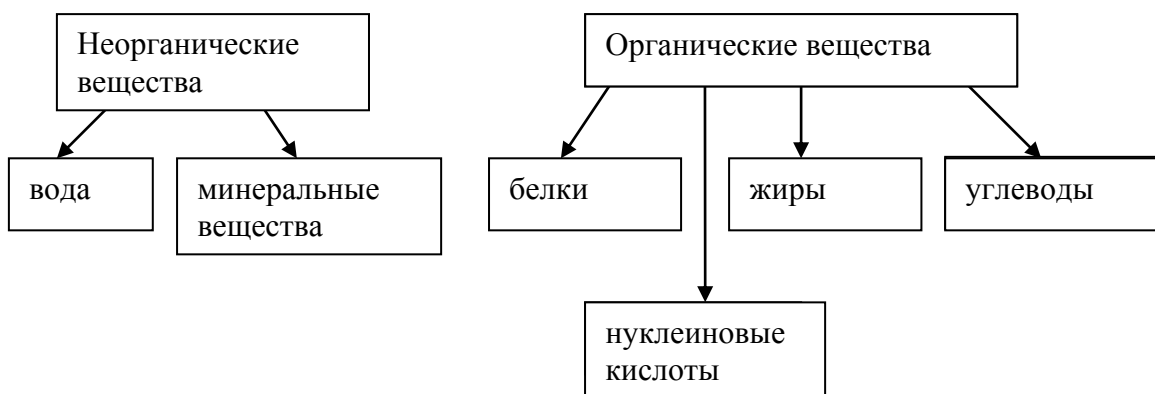 Неорганические
вещества
Органические вещества
вода
минеральные
вещества
белки
жиры
углеводы
нуклеиновые
кислоты